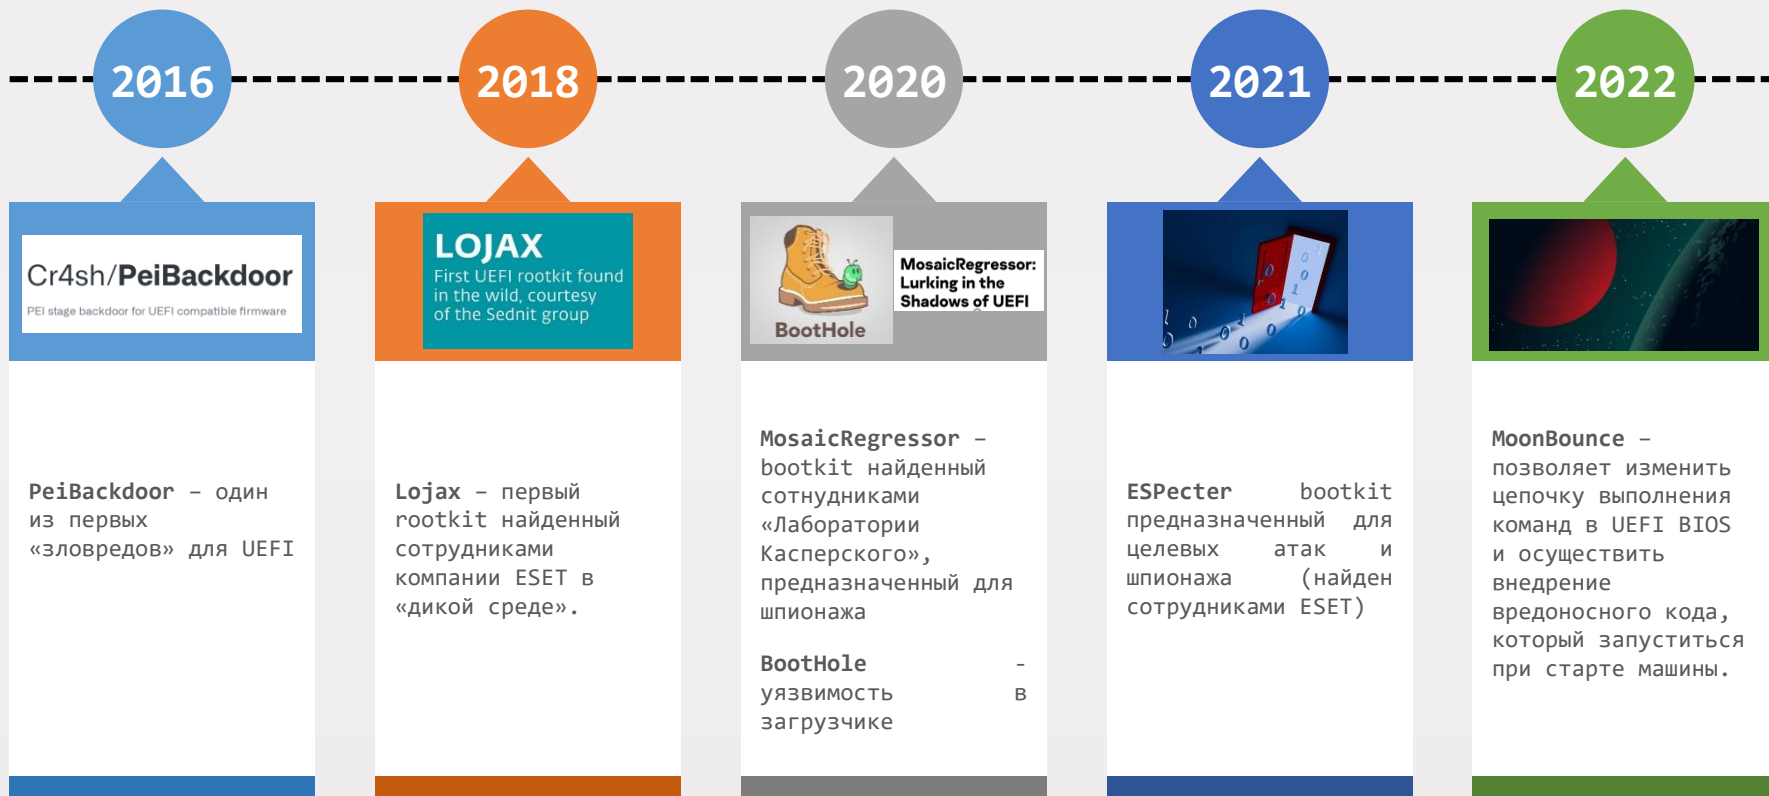 2016
2018
2020
2021
2022
Cr4sh/PeiBackdoor
PEI stage backdoor for UEFI compatible firmware
PeiBackdoor – один
из первых
«зловредов» для UEFI
LOJAX
First UEFI rootkit found
in the wild, courtesy
of the Sednit group
Lojax – первый
rootkit найденный
сотрудниками
компании ESET в
«дикой среде».
BootHole
MosaicRegressor:
Lurking in the
Shadows of UEFI
MosaicRegressor –
bootkit найденный
сотнудниками
«Лаборатории
Касперского»,
предназначенный для
шпионажа
BootHole -
уязвимость в
загрузчике
ESPecter bootkit
предназначенный для
целевых атак и
шпионажа (найден
сотрудниками ESET)
MoonBounce –
позволяет изменить
цепочку выполнения
команд в UEFI BIOS
и осуществить
внедрение
вредоносного кода,
который запуститься
при старте машины.